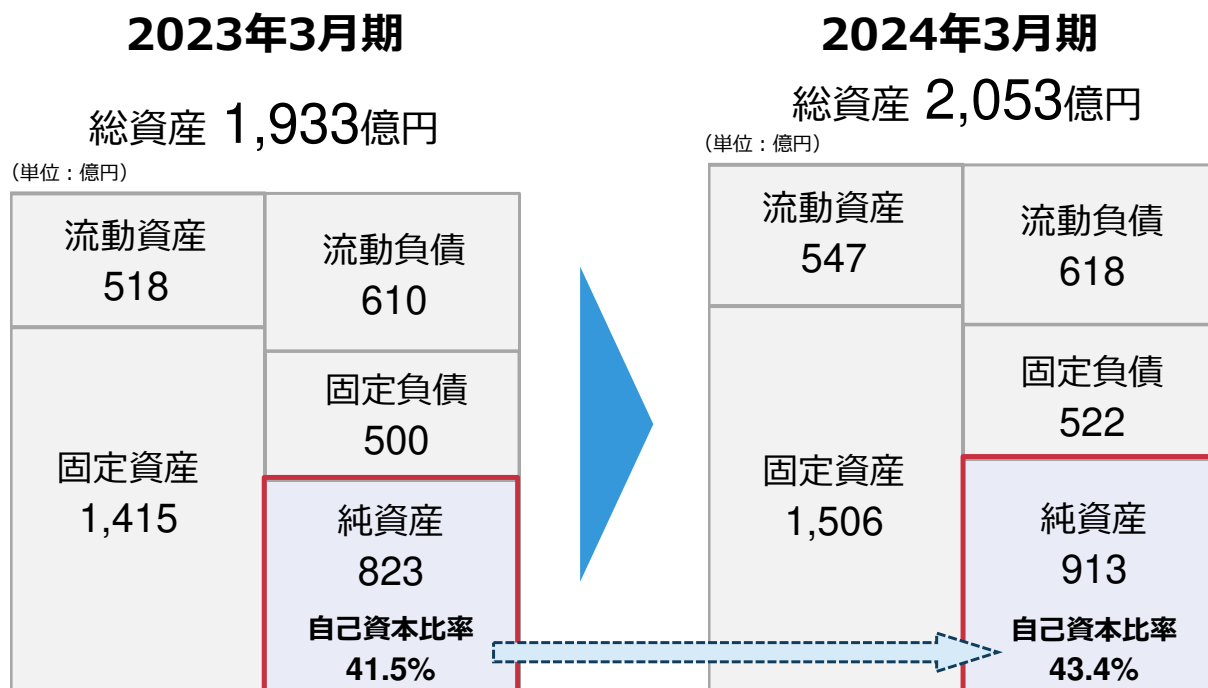 2023年3月期
総資産 1,933億円
（単位：億円）
流動資産
518
流動負債
610
固定資産
1,415
固定負債
500
純資産
823
自己資本比率
41.5%
2024年3月期
総資産 2,053億円
（単位：億円）
流動資産
547
流動負債
618
固定資産
1,506
固定負債
522
純資産
913
自己資本比率
43.4%